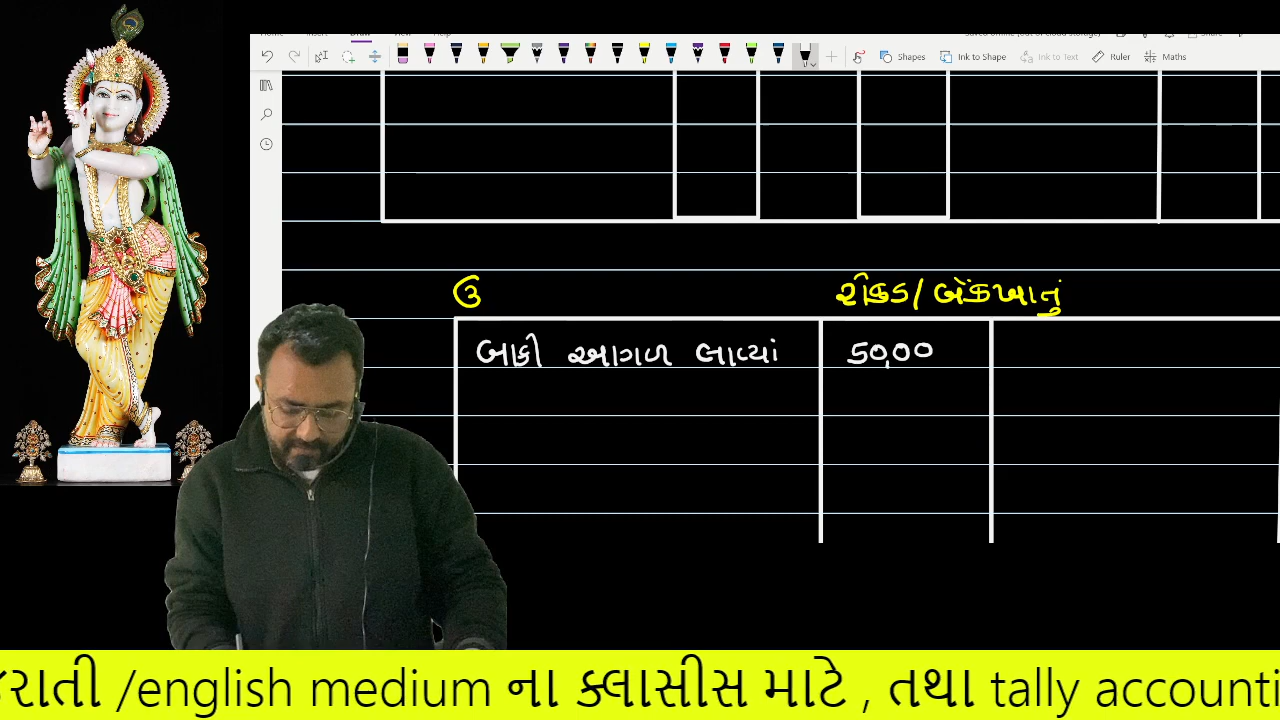 Shapes Ink to Shape Ink to Text Ruler Maths
ઉ રોકડ/બેંકખાતું
બાકી આગળ લાવ્યાં 50,00
કરાતી /english medium ના ક્લાસીસ માટે , તથા tally accounti